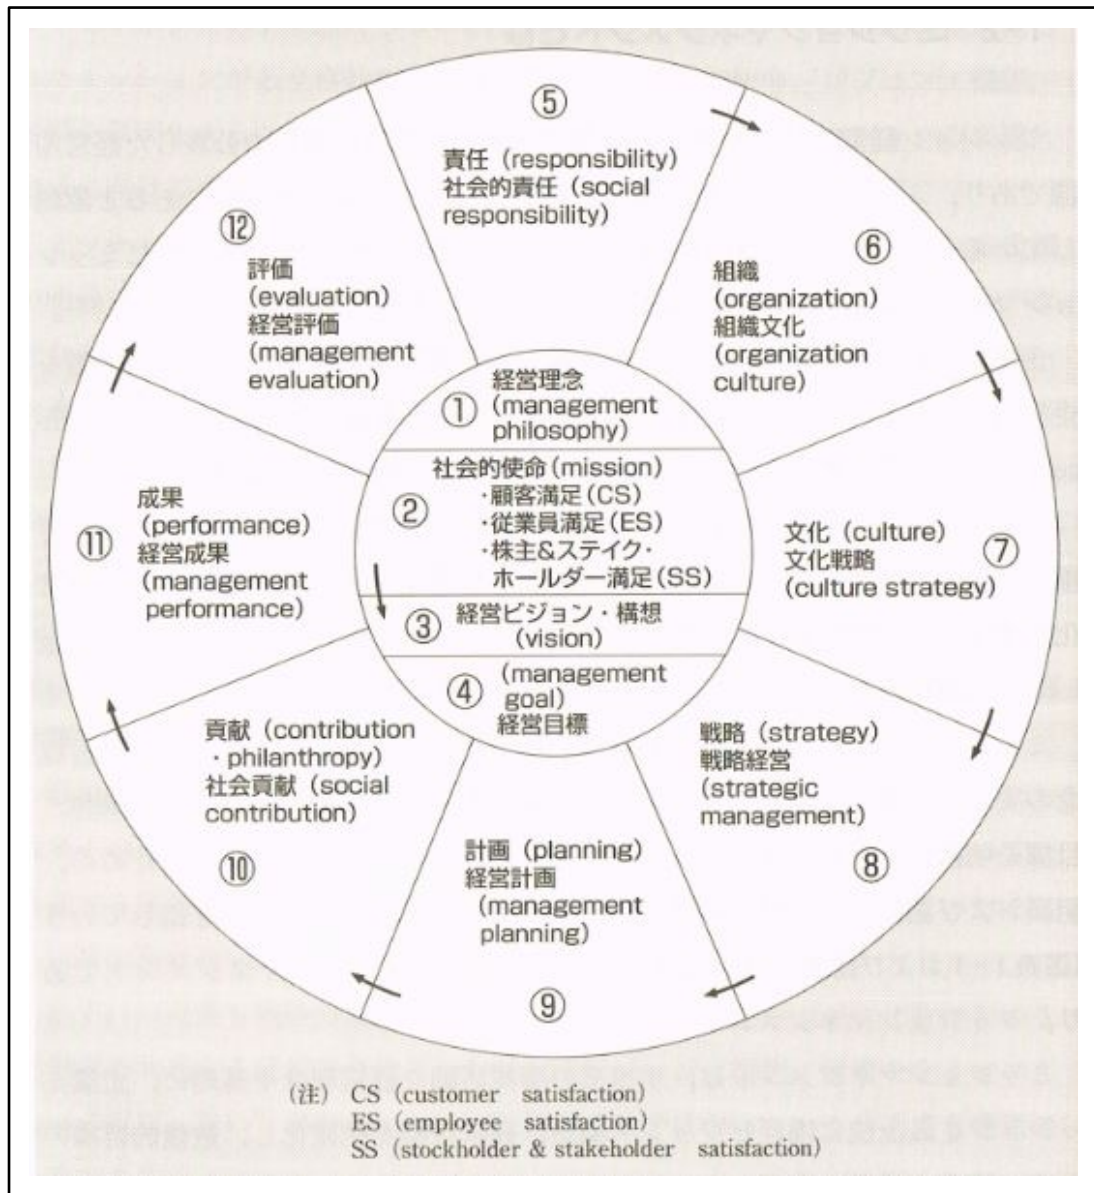 ①
経営理念
(management
philosophy)
②
社会的使命(mission)
・顧客満足(CS)
・従業員満足(ES)
・株主&ステイク・
ホールダー満足(SS)
③
経営ビジョン・構想
(vision)
④
(management
goal)
経営目標
⑤
責任 (responsibility)
社会的責任 (social
responsibility)
⑥
組織
(organization)
組織文化
(organization
culture)
⑦
文化 (culture)
文化戦略
(culture strategy)
⑧
戦略 (strategy)
戦略経営
(strategic
management)
⑨
計画 (planning)
経営計画
(management
planning)
⑩
貢献 (contribution
・philanthropy)
社会貢献 (social
contribution)
⑪
成果
(performance)
経営成果
(management
performance)
⑫
評価
(evaluation)
経営評価
(management
evaluation)
(注) CS (customer satisfaction)
ES (employee satisfaction)
SS (stockholder & stakeholder satisfaction)